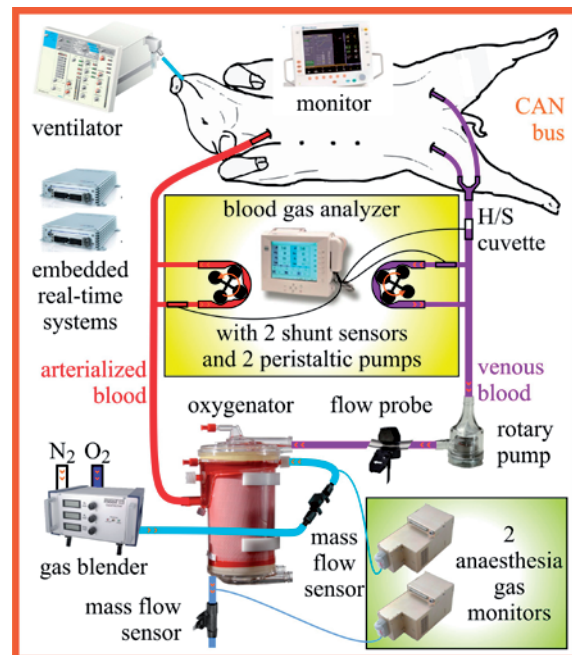 monitor
ventilator
CAN
bus
blood gas analyzer
H/S
cuvette
embedded
real-time
systems
with 2 shunt sensors
and 2 peristaltic pumps
arterialized
blood
venous
blood
oxygenator
flow probe
rotary
pump
N₂
O₂
gas blender
mass flow
sensor
mass flow
sensor
2
anaesthesia
gas
monitors